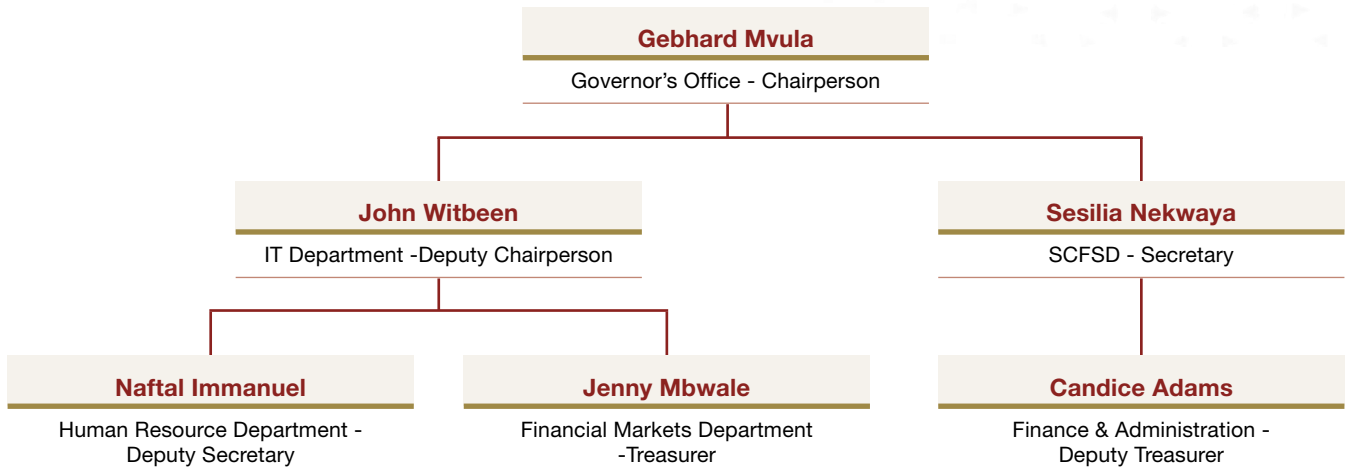 Gebhard Mvula
Governor’s Office - Chairperson
John Witbeen
IT Department -Deputy Chairperson
Sesilia Nekwaya
SCFSD - Secretary
Naftal Immanuel
Human Resource Department -
Deputy Secretary
Jenny Mbwale
Financial Markets Department
-Treasurer
Candice Adams
Finance & Administration -
Deputy Treasurer